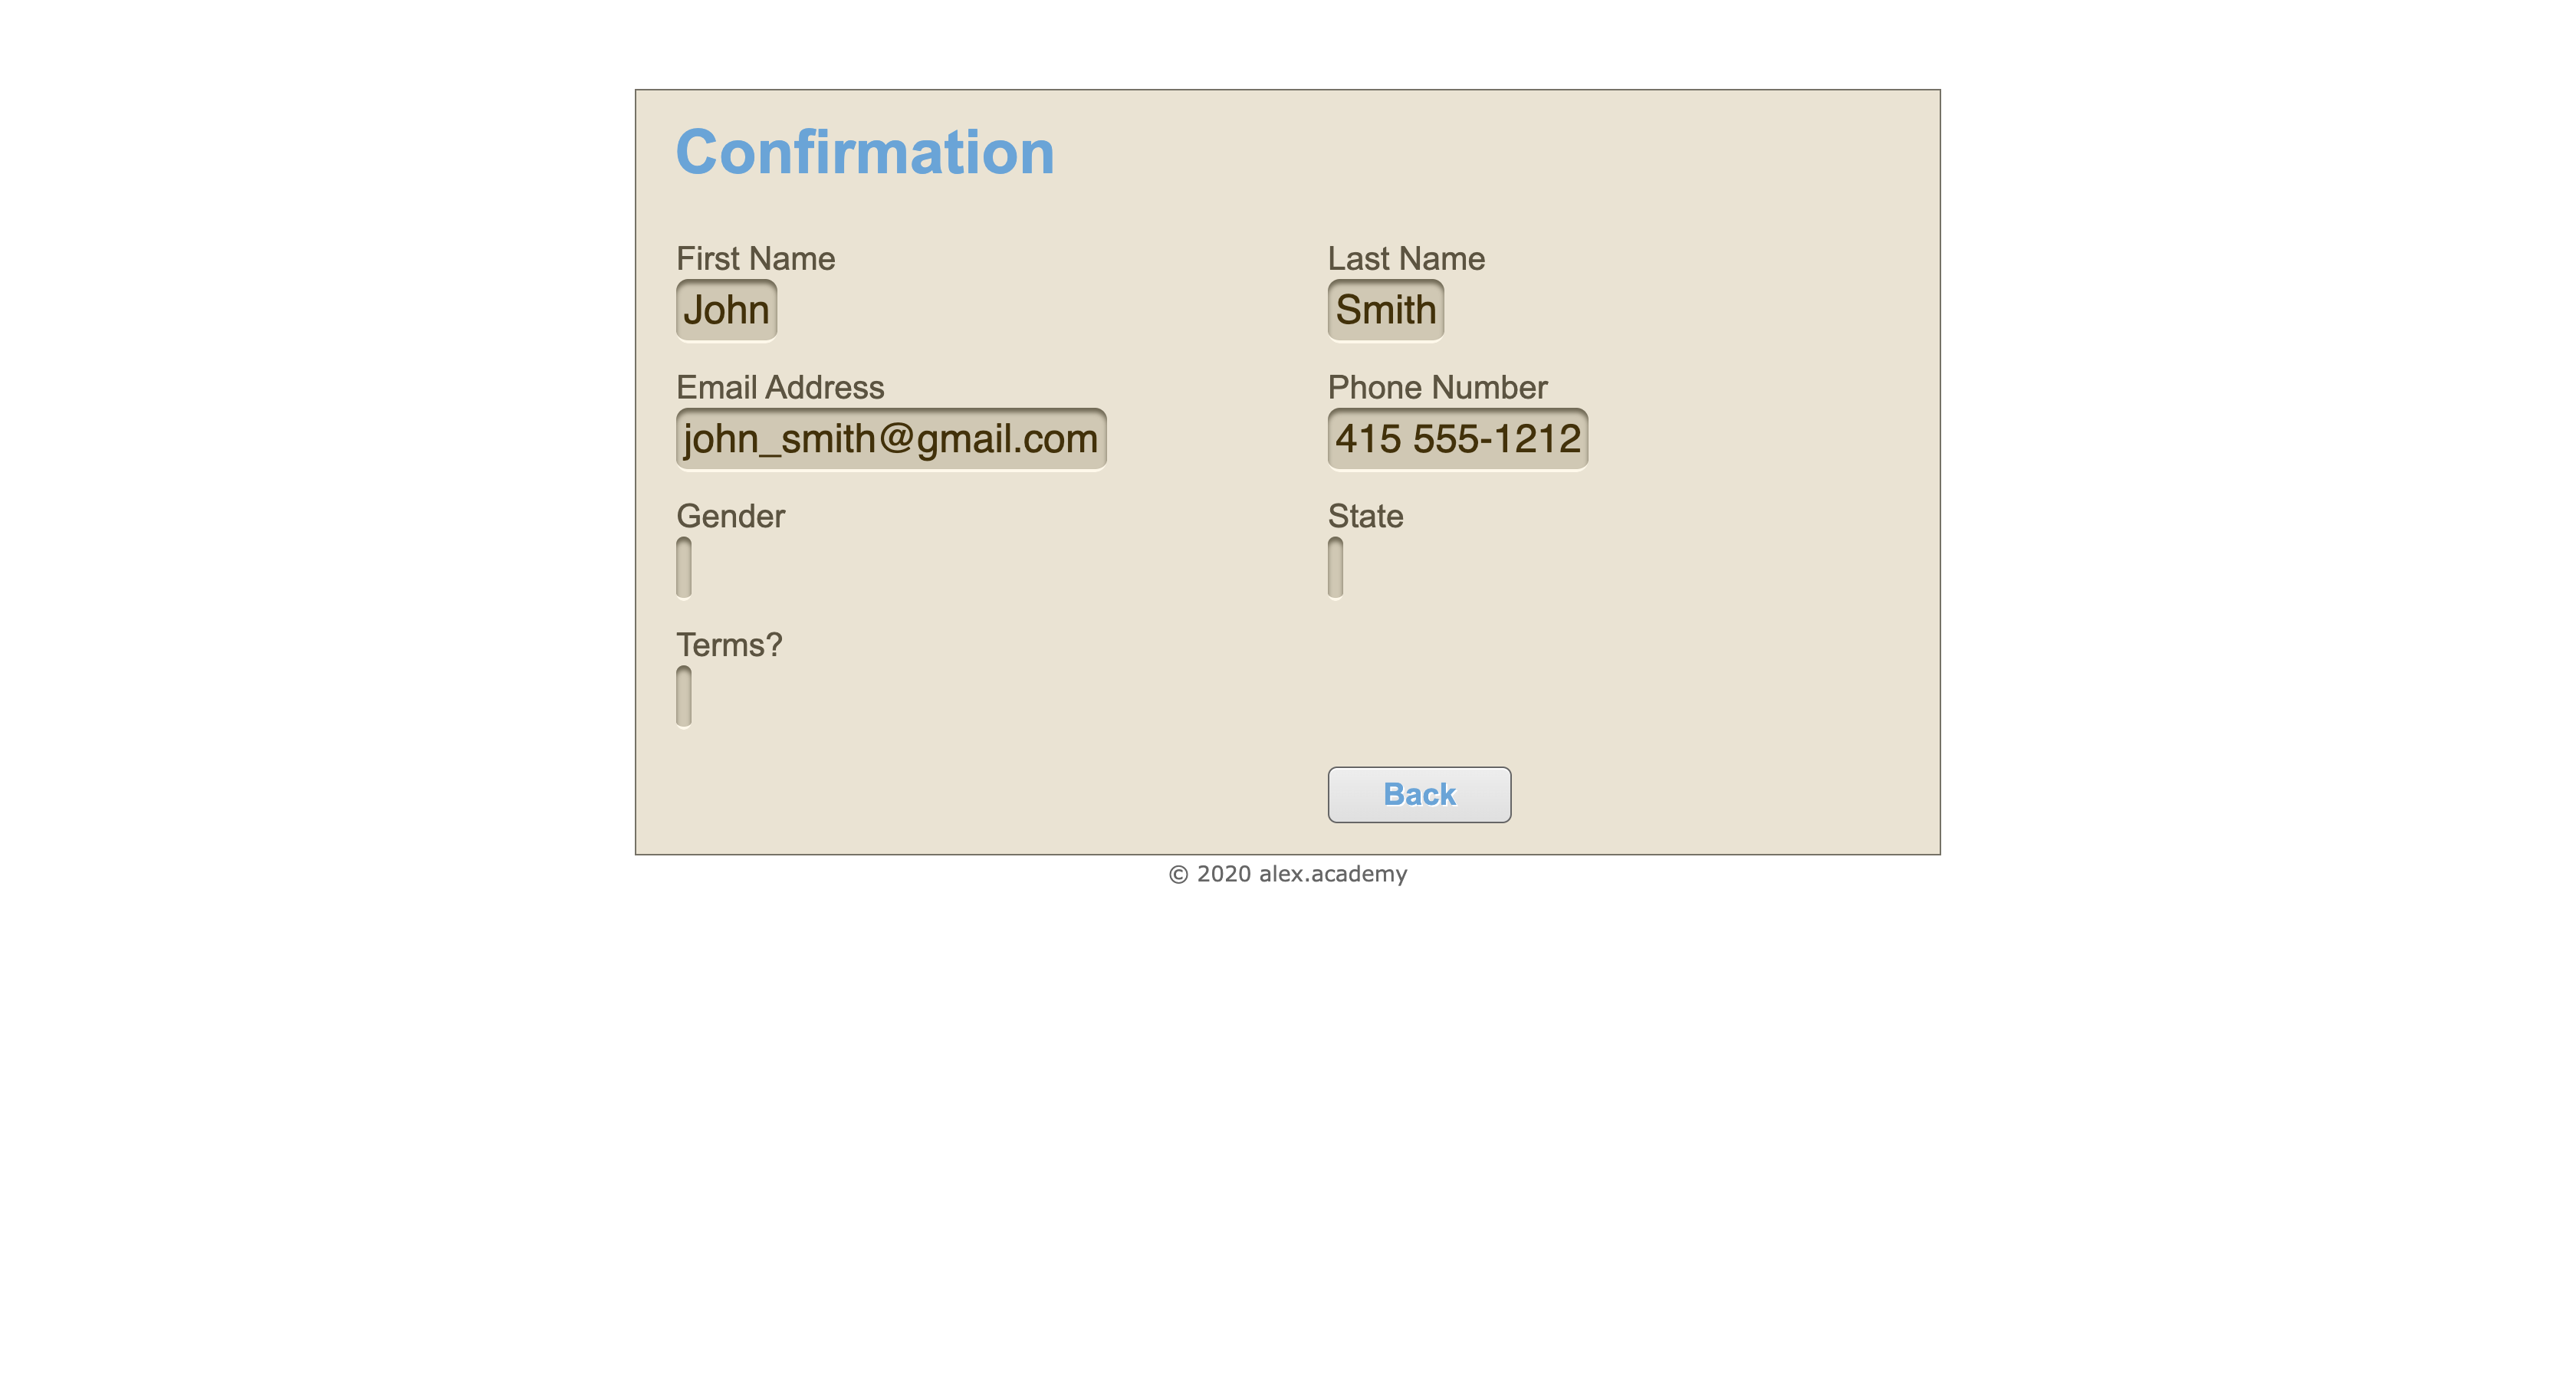 Confirmation
First Name
Last Name
John
Smith
Email Address
Phone Number
john_smith@gmail.com
415 555-1212
Gender
State
Terms?
Back
© 2020 alex.academy